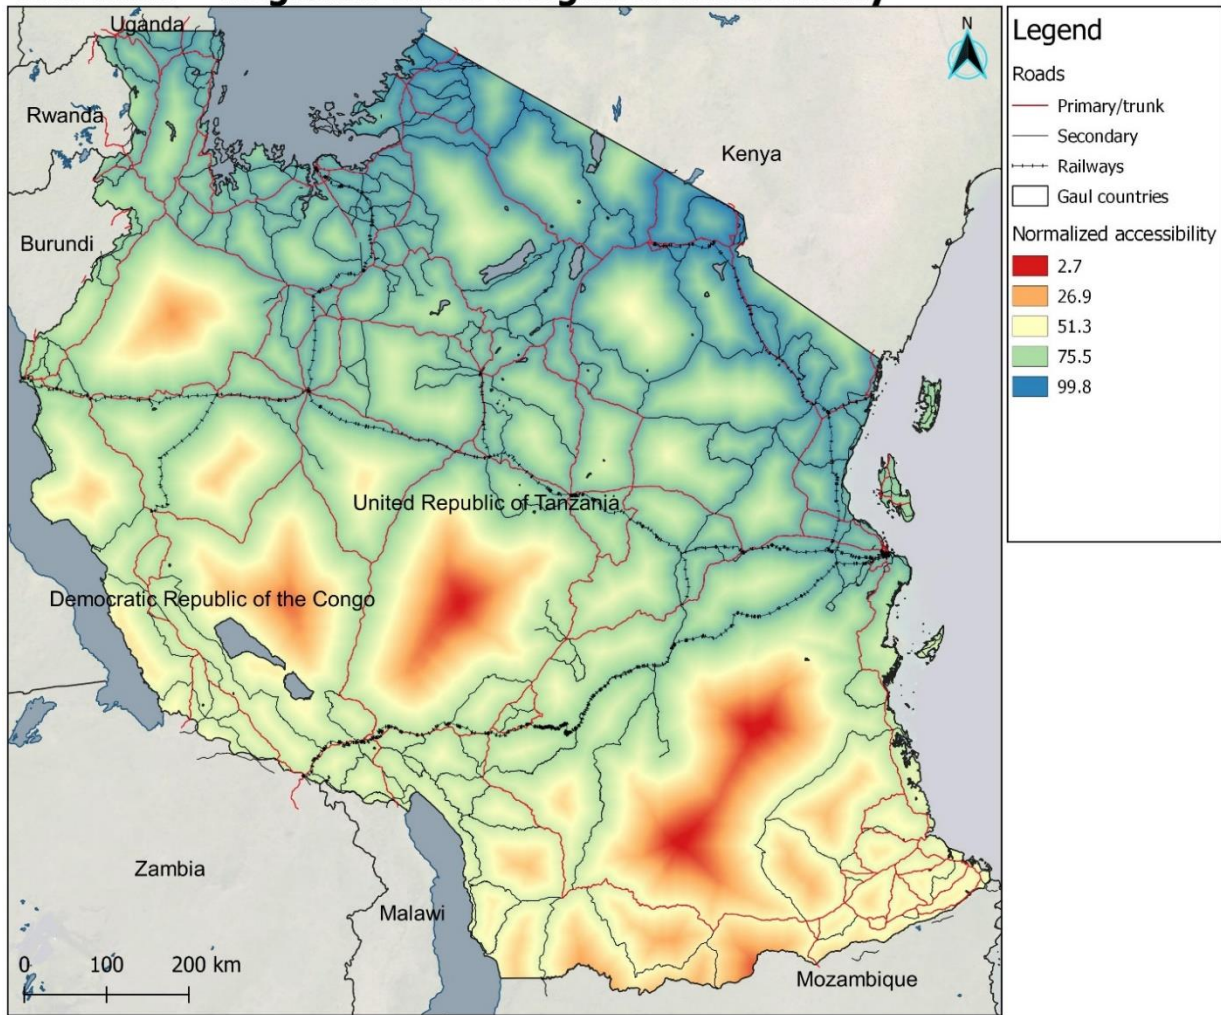 Uganda
Rwanda
Burundi
Kenya
United Republic of Tanzania
Democratic Republic of the Congo
Zambia
Malawi
Mozambique
N
0 100 200 km
Legend
Roads
Primary/trunk
Secondary
Railways
Gaul countries
Normalized accessibility
2.7
26.9
51.3
75.5
99.8